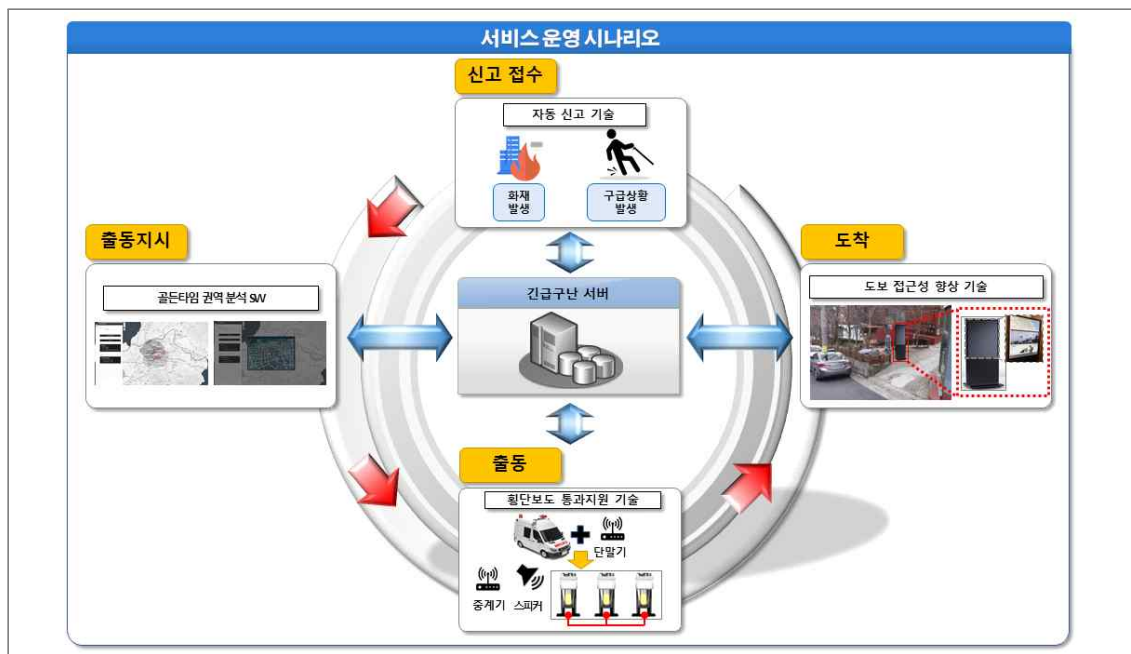 서비스 운영 시나리오
신고 접수
자동 신고 기술
화재
발생
구급상황
발생
출동지시
골든타임 권역 분석 SW
긴급구난 서버
도착
도보 접근성 향상 기술
출동
횡단보도 통과지원 기술
단말기
중계기
스피커